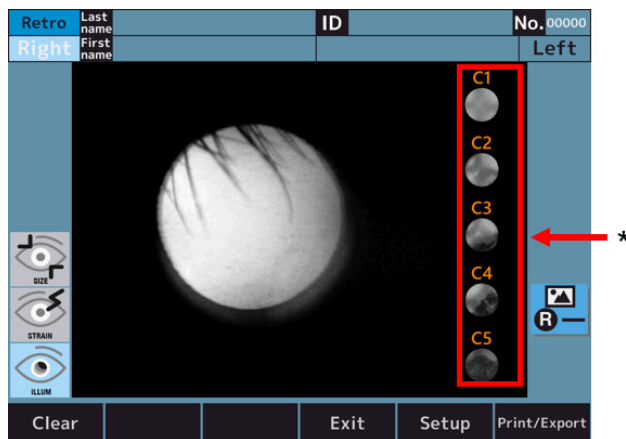 Retro Last name ID No. 00000
Right First name Left
C1
C2
C3
*
C4
SIZE
R
STRAIN
C5
ILLUM
Clear Exit Setup Print/Export